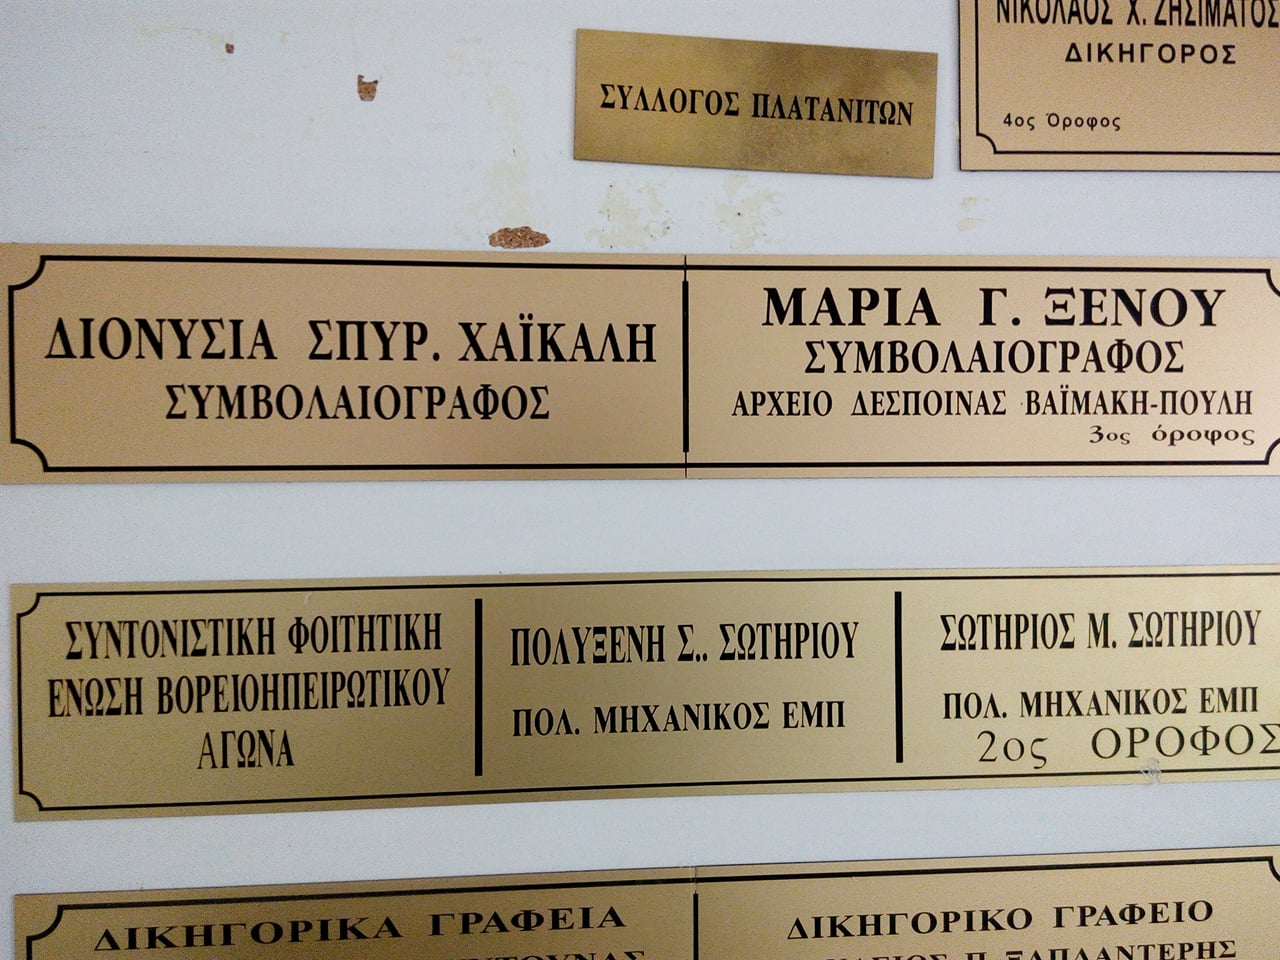 ΝΙΚΟΛΑΟΣ Χ. ΖΗΣΙΜΑΤΟΣ
ΔΙΚΗΓΟΡΟΣ
4ος Όροφος
ΣΥΛΛΟΓΟΣ ΠΛΑΤΑΝΙΤΩΝ
ΔΙΟΝΥΣΙΑ ΣΠΥΡ. ΧΑΪΚΑΛΗ
ΣΥΜΒΟΛΑΙΟΓΡΑΦΟΣ
ΜΑΡΙΑ Γ. ΞΕΝΟΥ
ΣΥΜΒΟΛΑΙΟΓΡΑΦΟΣ
ΑΡΧΕΙΟ ΔΕΣΠΟΙΝΑΣ ΒΑΪΜΑΚΗ-ΠΟΥΛΗ
3ος όροφος
ΣΥΝΤΟΝΙΣΤΙΚΗ ΦΟΙΤΗΤΙΚΗ
ΕΝΩΣΗ ΒΟΡΕΙΟΗΠΕΙΡΩΤΙΚΟΥ
ΑΓΩΝΑ
ΠΟΛΥΞΕΝΗ Σ.. ΣΩΤΗΡΙΟΥ
ΠΟΛ. ΜΗΧΑΝΙΚΟΣ ΕΜΠ
ΣΩΤΗΡΙΟΣ Μ. ΣΩΤΗΡΙΟΥ
ΠΟΛ. ΜΗΧΑΝΙΚΟΣ ΕΜΠ
2ος ΟΡΟΦΟΣ
ΔΙΚΗΓΟΡΙΚΑ ΓΡΑΦΕΙΑ
ΔΙΚΗΓΟΡΙΚΟ ΓΡΑΦΕΙΟ
Π. ΞΑΠΛΑΝΤΕΡΗΣ